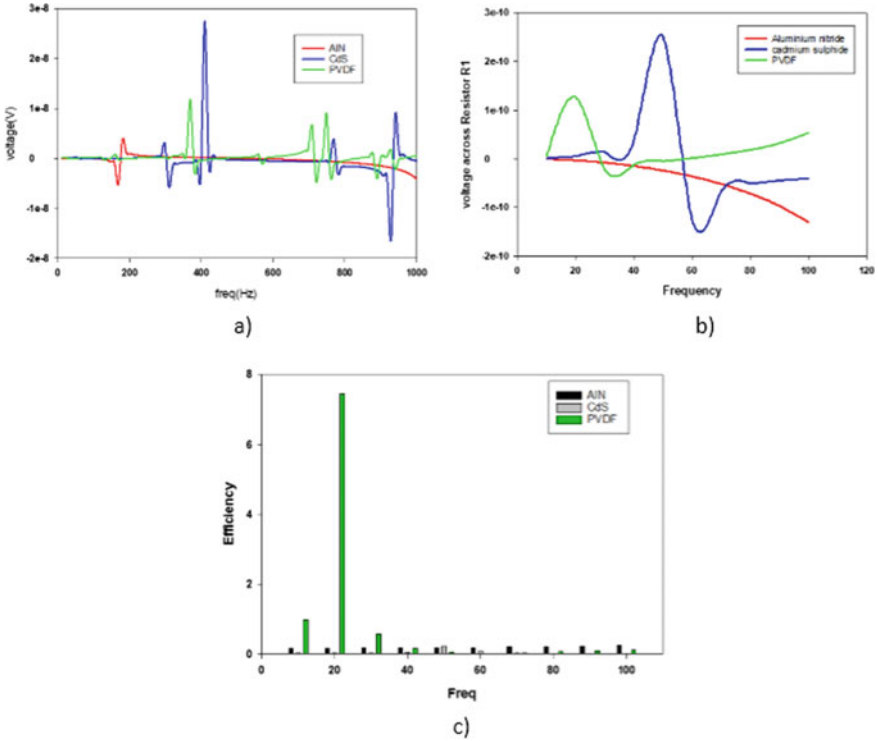 3e-8
2e-8
1e-8
0
-1e-8
-2e-8
voltage(V)
AlN
CdS
PVDF
0
200
400
600
800
1000
freq(Hz)
a)
3e-10
2e-10
1e-10
0
-1e-10
-2e-10
voltage across Resistor R1
Aluminium nitride
cadmium sulphide
PVDF
0
20
40
60
80
100
120
Frequency
b)
8
6
4
2
0
Efficiency
AlN
CdS
PVDF
0
20
40
60
80
100
Freq
c)